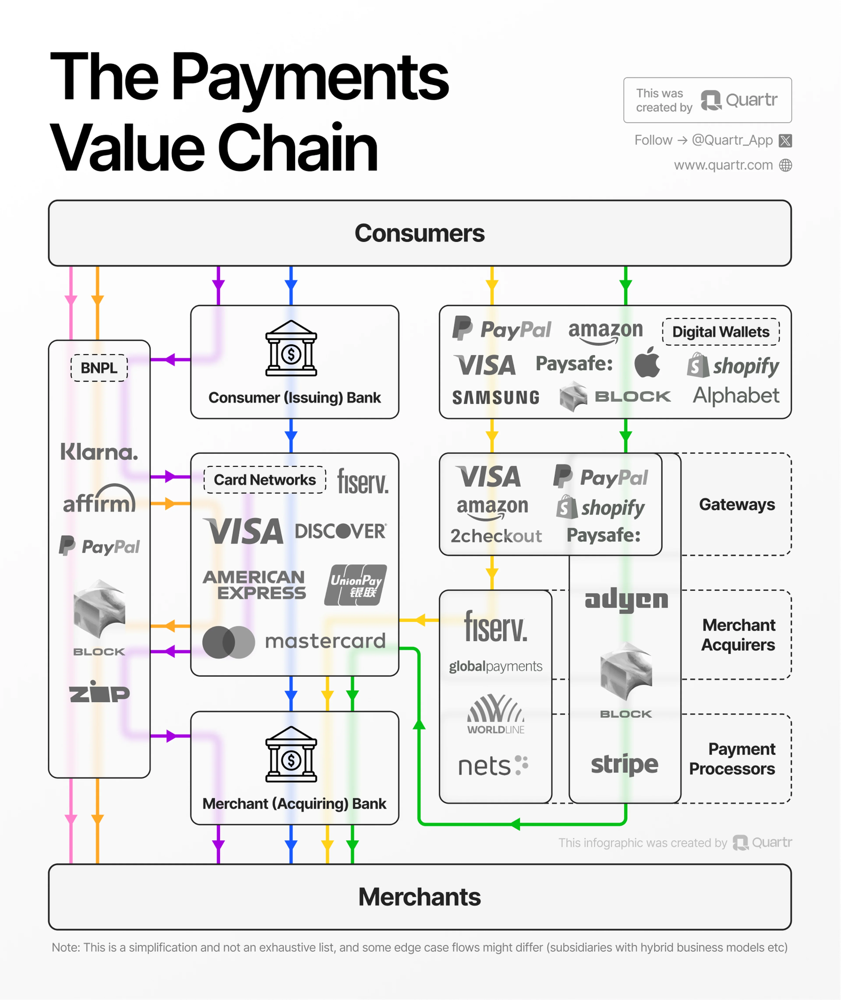 The Payments
Value Chain
This was
created by
Quartr
Follow → @Quartr_App
www.quartr.com
Consumers
BNPL
Klarna.
affirm
PayPal
BLOCK
zip
Consumer (Issuing) Bank
Card Networks
fiserv.
VISA
DISCOVER
AMERICAN
EXPRESS
UnionPay
银联
mastercard
Merchant (Acquiring) Bank
PayPal
amazon
Digital Wallets
VISA
Paysafe:
shopify
SAMSUNG
BLOCK
Alphabet
VISA
PayPal
amazon
shopify
2checkout
Paysafe:
Gateways
fiserv.
globalpayments
WORLDLINE
nets
adyen
BLOCK
stripe
Merchant
Acquirers
Payment
Processors
This infographic was created by Quartr
Merchants
Note: This is a simplification and not an exhaustive list, and some edge case flows might differ (subsidiaries with hybrid business models etc)